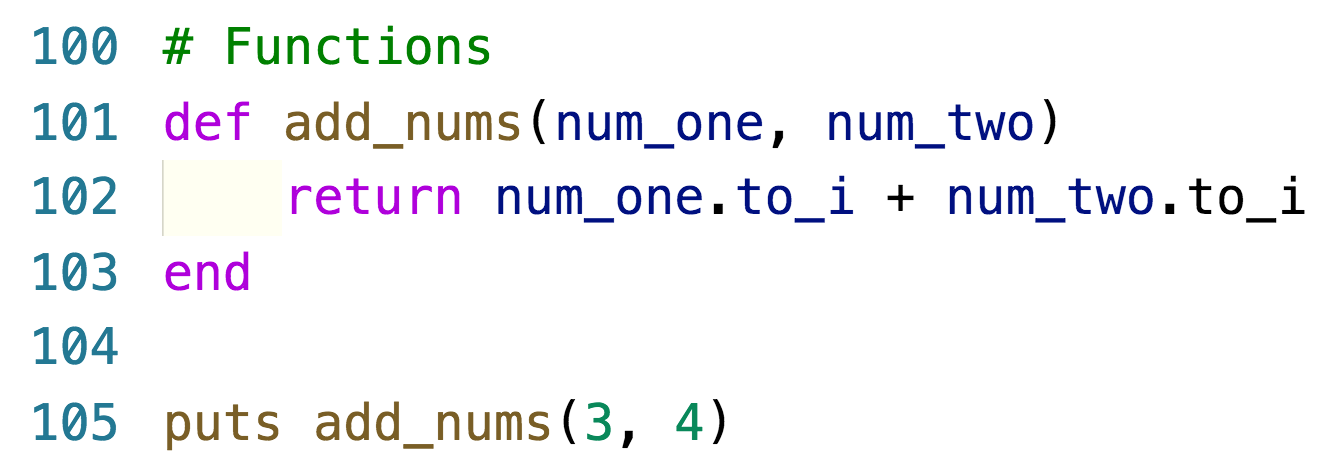 100 # Functions
101 def add_nums(num_one, num_two)
102     return num_one.to_i + num_two.to_i
103 end
104
105 puts add_nums(3, 4)